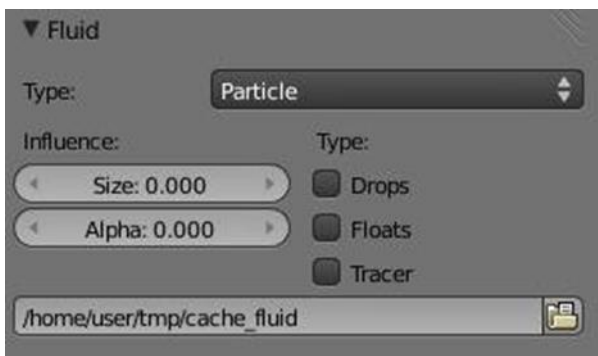 Fluid
Type: Particle
Influence: Type:
Size: 0.000 Drops
Alpha: 0.000 Floats
Tracer
/home/user/tmp/cache_fluid